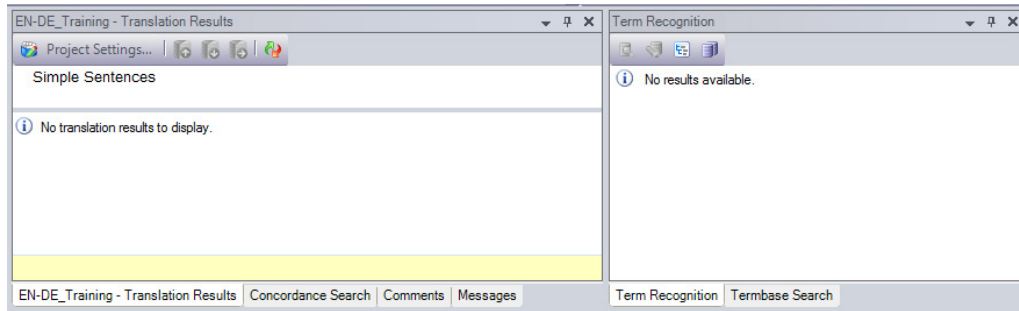 EN-DE_Training - Translation Results
Project Settings...
Simple Sentences
No translation results to display.
EN-DE_Training - Translation Results Concordance Search Comments Messages
Term Recognition
No results available.
Term Recognition Termbase Search